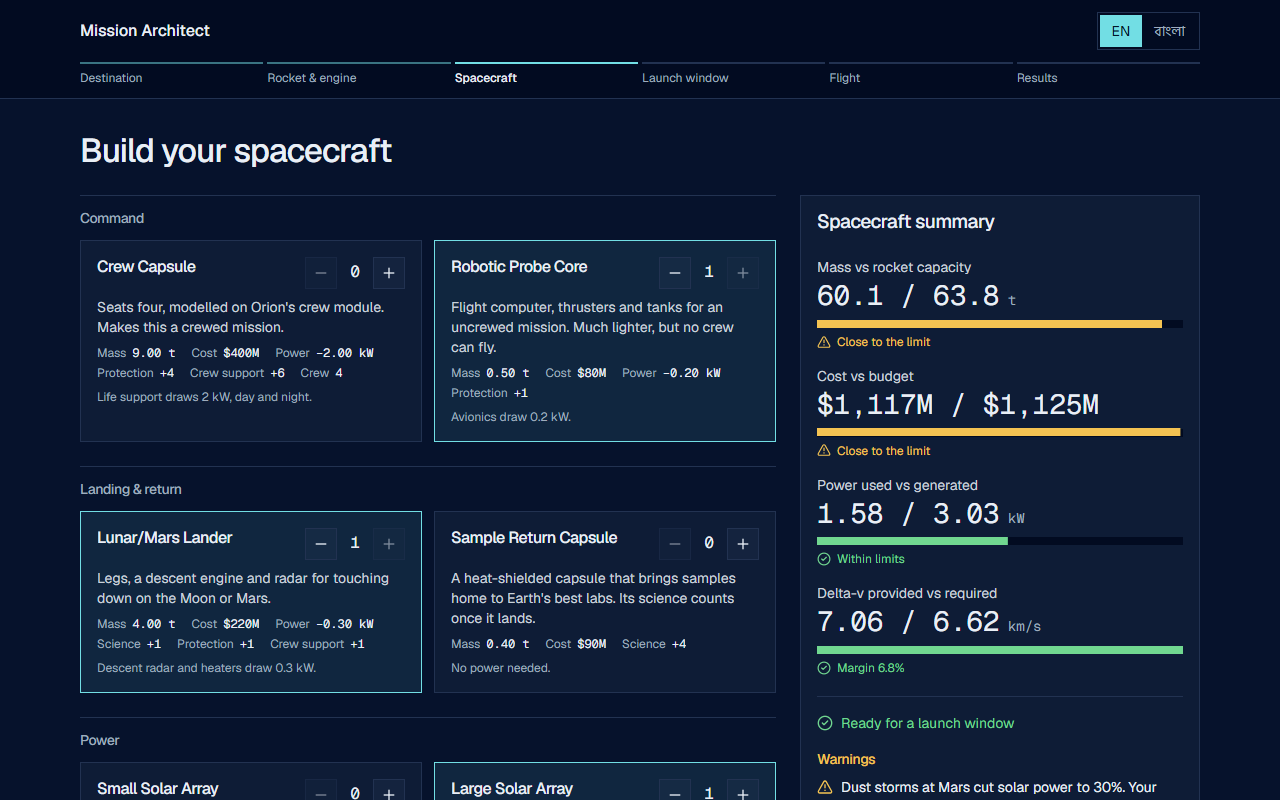 Mission Architect
EN
বাংলা
Destination
Rocket & engine
Spacecraft
Launch window
Flight
Results
Build your spacecraft
Command
Crew Capsule
− 0 +
Seats four, modelled on Orion's crew module.
Makes this a crewed mission.
Mass 9.00 t Cost $400M Power −2.00 kW
Protection +4 Crew support +6 Crew 4
Life support draws 2 kW, day and night.
Robotic Probe Core
− 1 +
Flight computer, thrusters and tanks for an
uncrewed mission. Much lighter, but no crew
can fly.
Mass 0.50 t Cost $80M Power −0.20 kW
Protection +1
Avionics draw 0.2 kW.
Landing & return
Lunar/Mars Lander
− 1 +
Legs, a descent engine and radar for touching
down on the Moon or Mars.
Mass 4.00 t Cost $220M Power −0.30 kW
Science +1 Protection +1 Crew support +1
Descent radar and heaters draw 0.3 kW.
Sample Return Capsule
− 0 +
A heat-shielded capsule that brings samples
home to Earth's best labs. Its science counts
once it lands.
Mass 0.40 t Cost $90M Science +4
No power needed.
Power
Small Solar Array
− 0 +
Large Solar Array
− 1 +
Spacecraft summary
Mass vs rocket capacity
60.1 / 63.8 t
Close to the limit
Cost vs budget
$1,117M / $1,125M
Close to the limit
Power used vs generated
1.58 / 3.03 kW
Within limits
Delta-v provided vs required
7.06 / 6.62 km/s
Margin 6.8%
Ready for a launch window
Warnings
Dust storms at Mars cut solar power to 30%. Your